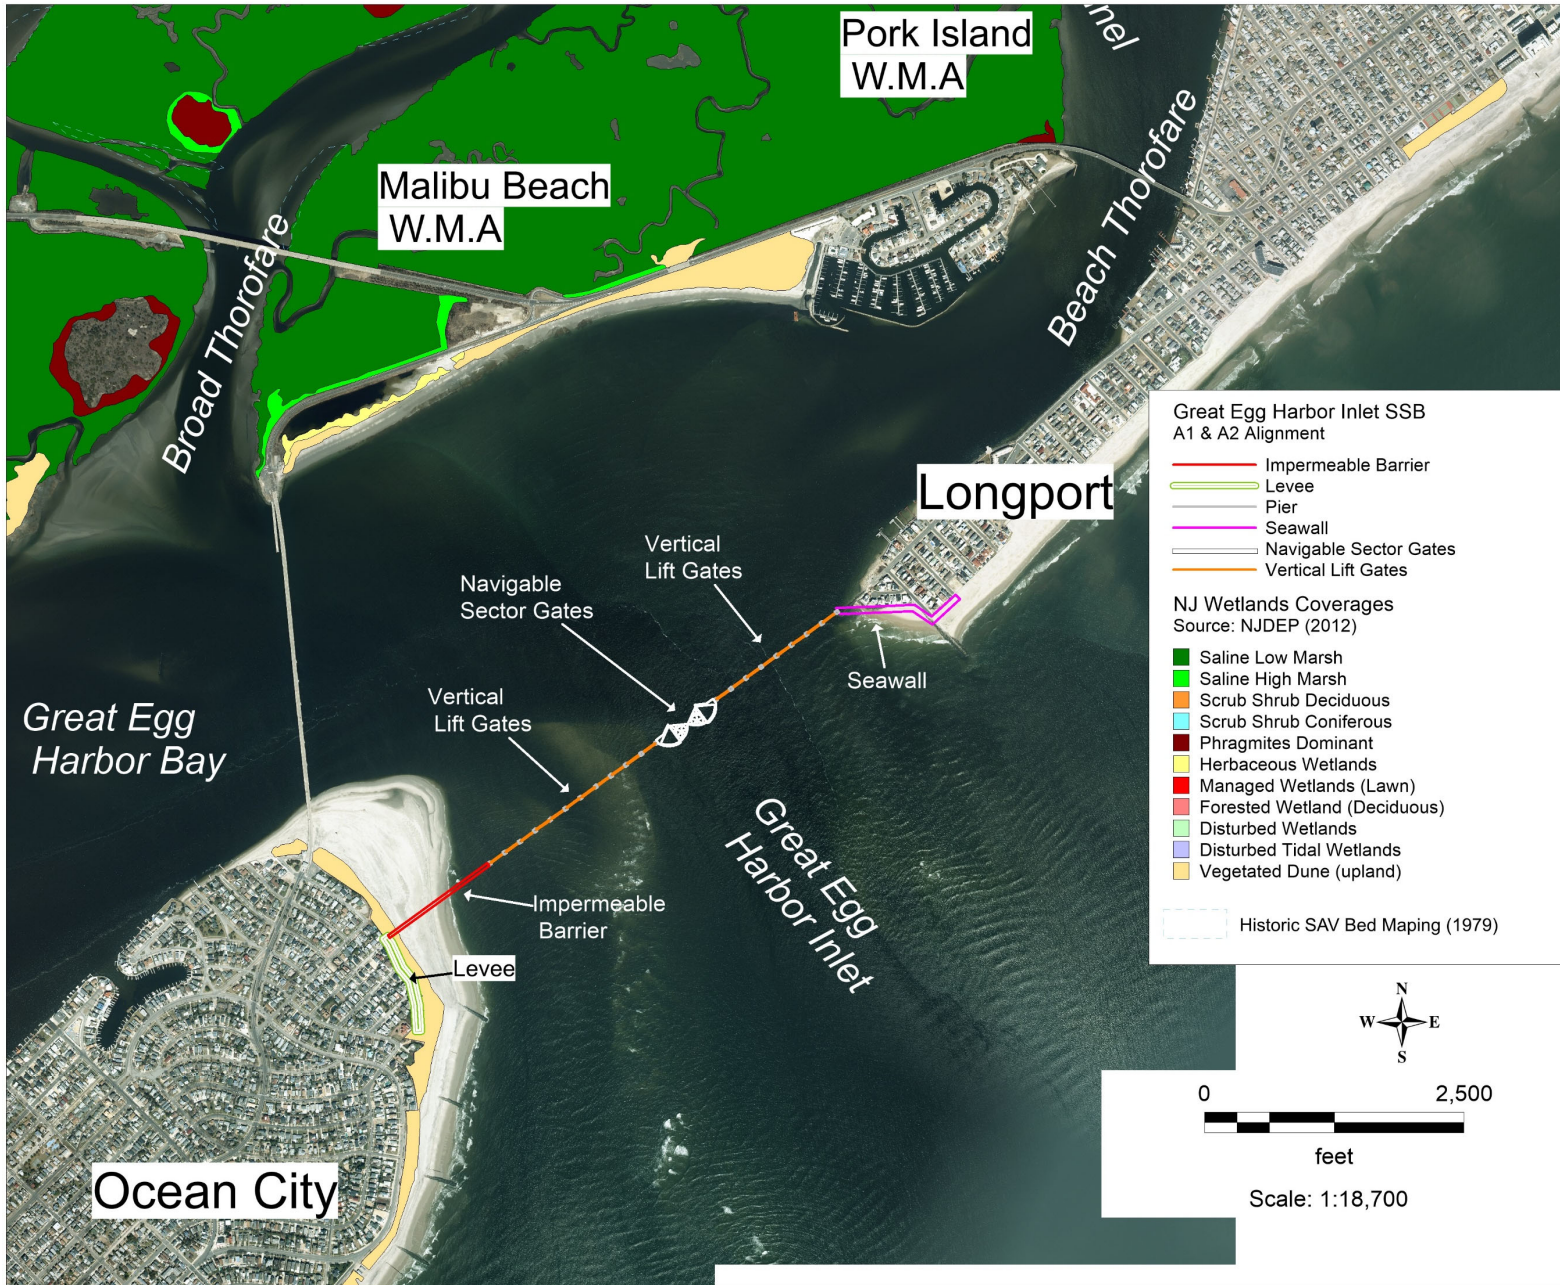 Pork Island
W.M.A
nel
Malibu Beach
W.M.A
Broad Thorofare
Beach Thorofare
Longport
Vertical
Lift Gates
Navigable
Sector Gates
Seawall
Vertical
Lift Gates
Great Egg
Harbor Bay
Great Egg
Harbor Inlet
Impermeable
Barrier
Levee
Ocean City
Great Egg Harbor Inlet SSB
A1 & A2 Alignment
Impermeable Barrier
Levee
Pier
Seawall
Navigable Sector Gates
Vertical Lift Gates
NJ Wetlands Coverages
Source: NJDEP (2012)
Saline Low Marsh
Saline High Marsh
Scrub Shrub Deciduous
Scrub Shrub Coniferous
Phragmites Dominant
Herbaceous Wetlands
Managed Wetlands (Lawn)
Forested Wetland (Deciduous)
Disturbed Wetlands
Disturbed Tidal Wetlands
Vegetated Dune (upland)
Historic SAV Bed Maping (1979)
N
W E
S
0 2,500
feet
Scale: 1:18,700